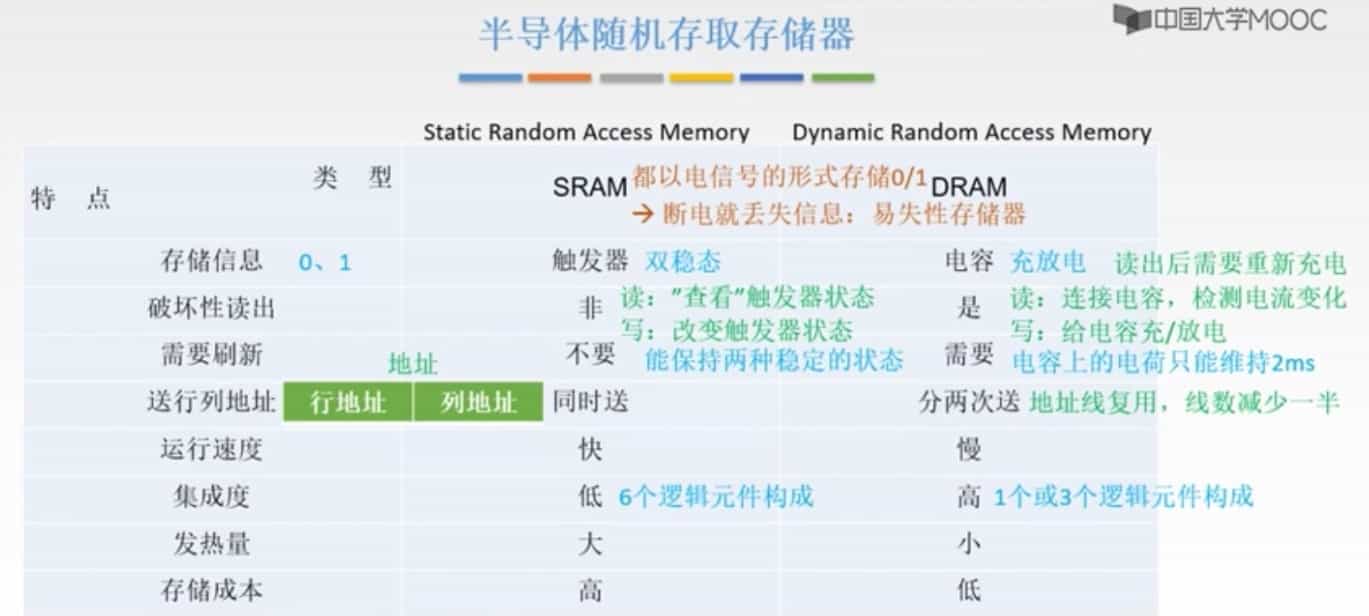 中国大学MOOC
半导体随机存取存储器
Static Random Access Memory Dynamic Random Access Memory
特 点 类 型 SRAM 都以电信号的形式存储0/1 DRAM
→ 断电就丢失信息：易失性存储器
存储信息 0、1 触发器 双稳态 电容 充放电 读出后需要重新充电
破坏性读出 非 读："查看"触发器状态 是 读：连接电容，检测电流变化
写：改变触发器状态 写：给电容充/放电
需要刷新 不要 能保持两种稳定的状态 需要 电容上的电荷只能维持2ms
地址
送行列地址 行地址 列地址 同时送 分两次送 地址线复用，线数减少一半
运行速度 快 慢
集成度 低 6个逻辑元件构成 高 1个或3个逻辑元件构成
发热量 大 小
存储成本 高 低